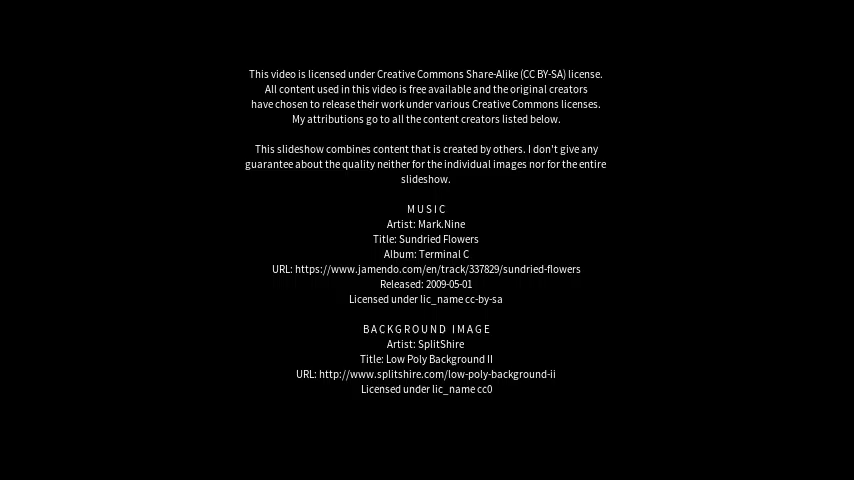 This video is licensed under Creative Commons Share-Alike (CC BY-SA) license.
All content used in this video is free available and the original creators
have chosen to release their work under various Creative Commons licenses.
My attributions go to all the content creators listed below.
This slideshow combines content that is created by others. I don't give any
guarantee about the quality neither for the individual images nor for the entire
slideshow.
MUSIC
Artist: Mark.Nine
Title: Sundried Flowers
Album: Terminal C
URL: https://www.jamendo.com/en/track/337829/sundried-flowers
Released: 2009-05-01
Licensed under lic_name cc-by-sa
BACKGROUND IMAGE
Artist: SplitShire
Title: Low Poly Background II
URL: http://www.splitshire.com/low-poly-background-ii
Licensed under lic_name cc0